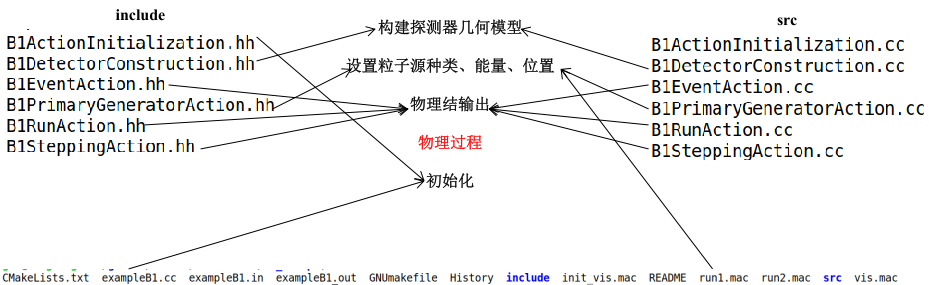 include
B1ActionInitialization.hh
B1DetectorConstruction.hh
B1EventAction.hh
B1PrimaryGeneratorAction.hh
B1RunAction.hh
B1SteppingAction.hh
构建探测器几何模型
设置粒子源种类、能量、位置
物理结输出
物理过程
初始化
src
B1ActionInitialization.cc
B1DetectorConstruction.cc
B1EventAction.cc
B1PrimaryGeneratorAction.cc
B1RunAction.cc
B1SteppingAction.cc
CMakeLists.txt exampleB1.cc exampleB1.in exampleB1.out GNUmakefile History include init_vis.mac README run1.mac run2.mac src vis.mac